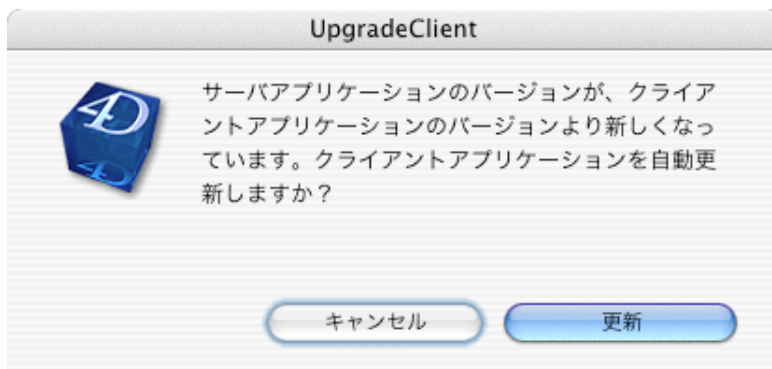 UpgradeClient
サーバアプリケーションのバージョンが、クライア
ントアプリケーションのバージョンより新しくなっ
ています。クライアントアプリケーションを自動更
新しますか？
4D
4D
キャンセル
更新